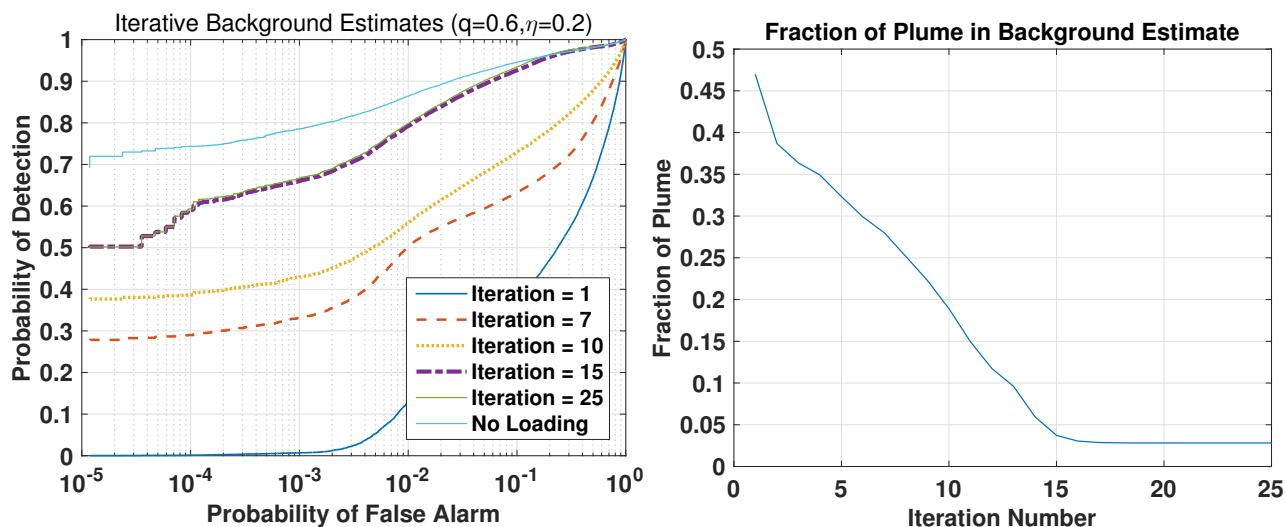 Iterative Background Estimates (q=0.6,η=0.2)
1
0.9
0.8
0.7
0.6
0.5
0.4
0.3
0.2
0.1
0
Probability of Detection
Iteration = 1
Iteration = 7
Iteration = 10
Iteration = 15
Iteration = 25
No Loading
10^-5
10^-4
10^-3
10^-2
10^-1
10^0
Probability of False Alarm
Fraction of Plume in Background Estimate
0.5
0.45
0.4
0.35
0.3
0.25
0.2
0.15
0.1
0.05
0
Fraction of Plume
0
5
10
15
20
25
Iteration Number